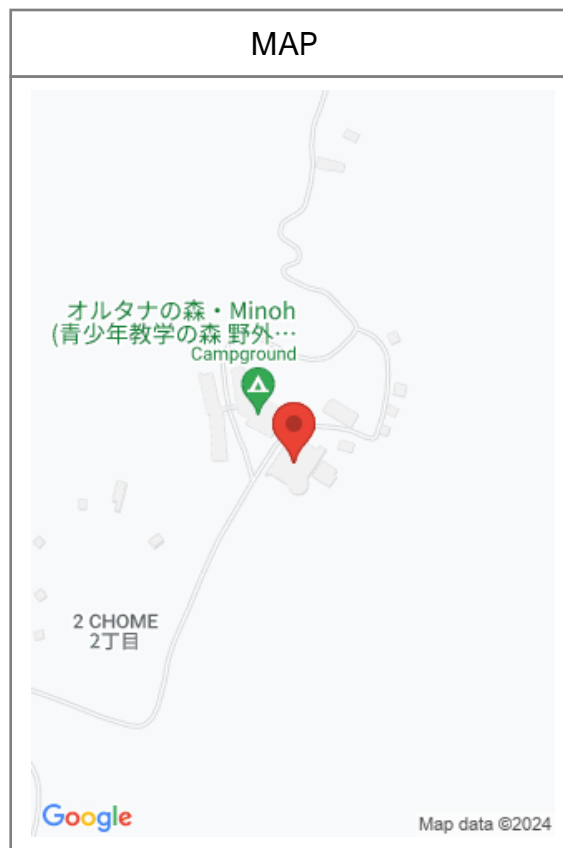 MAP
オルタナの森・Minoh
(青少年教学の森 野外…
Campground
2 CHOME
2丁目
Google
Map data ©2024